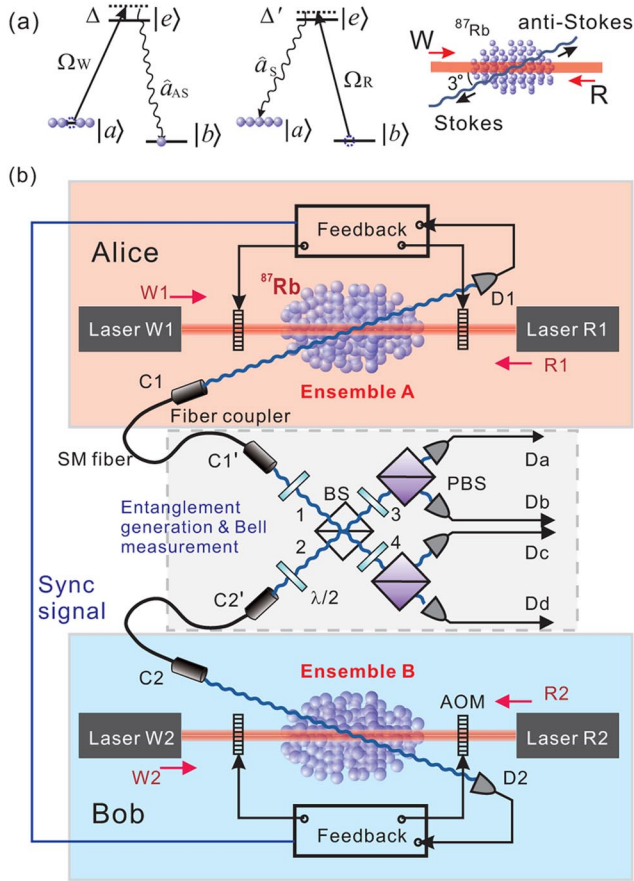 (a)
Δ
|e⟩
Δ′
|e⟩
⁸⁷Rb
anti-Stokes
Ω_W
â_AS
â_S
Ω_R
W
R
3°
Stokes
|a⟩
|b⟩
|a⟩
|b⟩
(b)
Alice
Feedback
W1
⁸⁷Rb
D1
Laser W1
Laser R1
R1
C1
Ensemble A
Fiber coupler
SM fiber
C1'
Da
BS
PBS
Entanglement
generation & Bell
measurement
1
3
Db
2
4
Dc
λ/2
C2'
Dd
Sync
signal
C2
Ensemble B
AOM
R2
Laser W2
Laser R2
W2
D2
Bob
Feedback